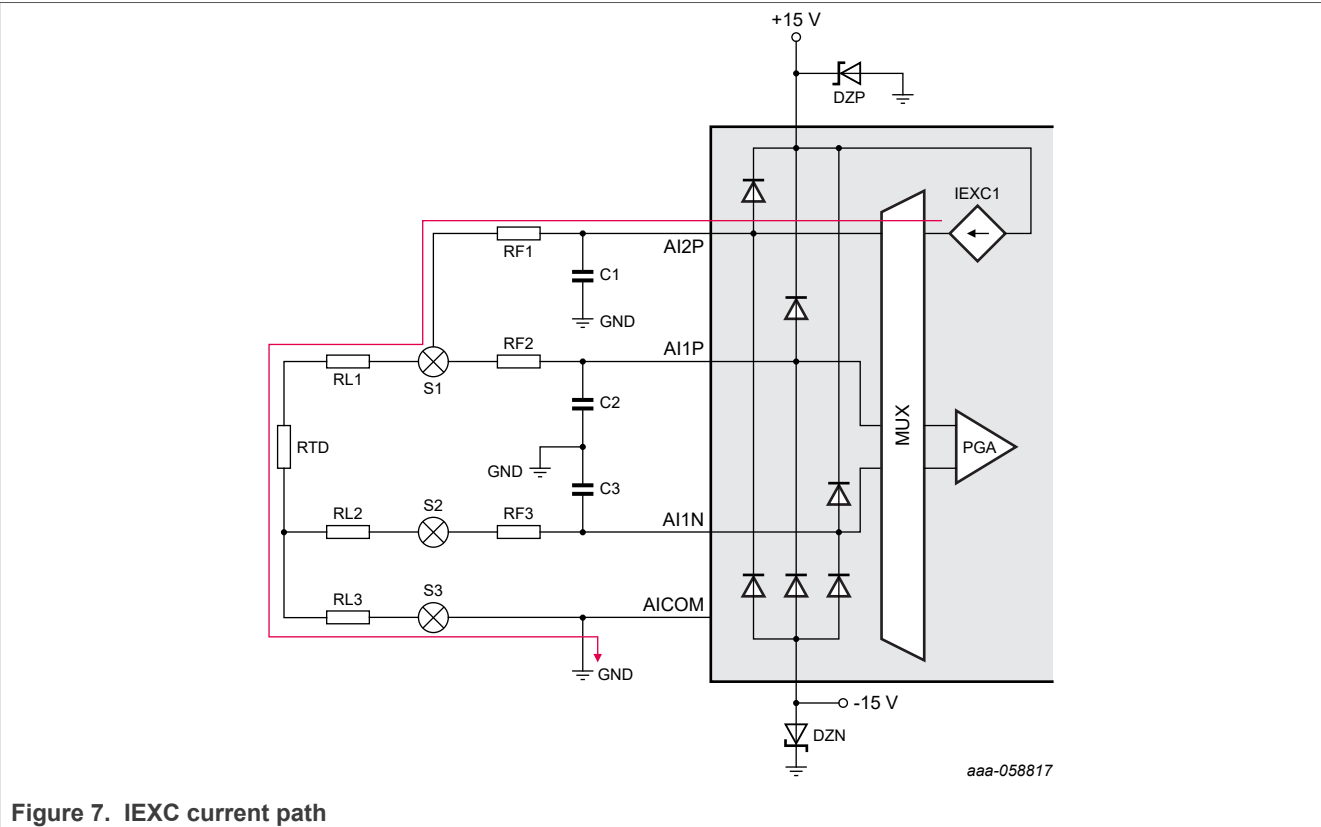 +15 V
DZP
IEXC1
RF1
AI2P
C1
GND
RF2
AI1P
RL1
S1
C2
MUX
PGA
RTD
GND
C3
RL2
S2
RF3
AI1N
RL3
S3
AICOM
GND
-15 V
DZN
aaa-058817
Figure 7. IEXC current path